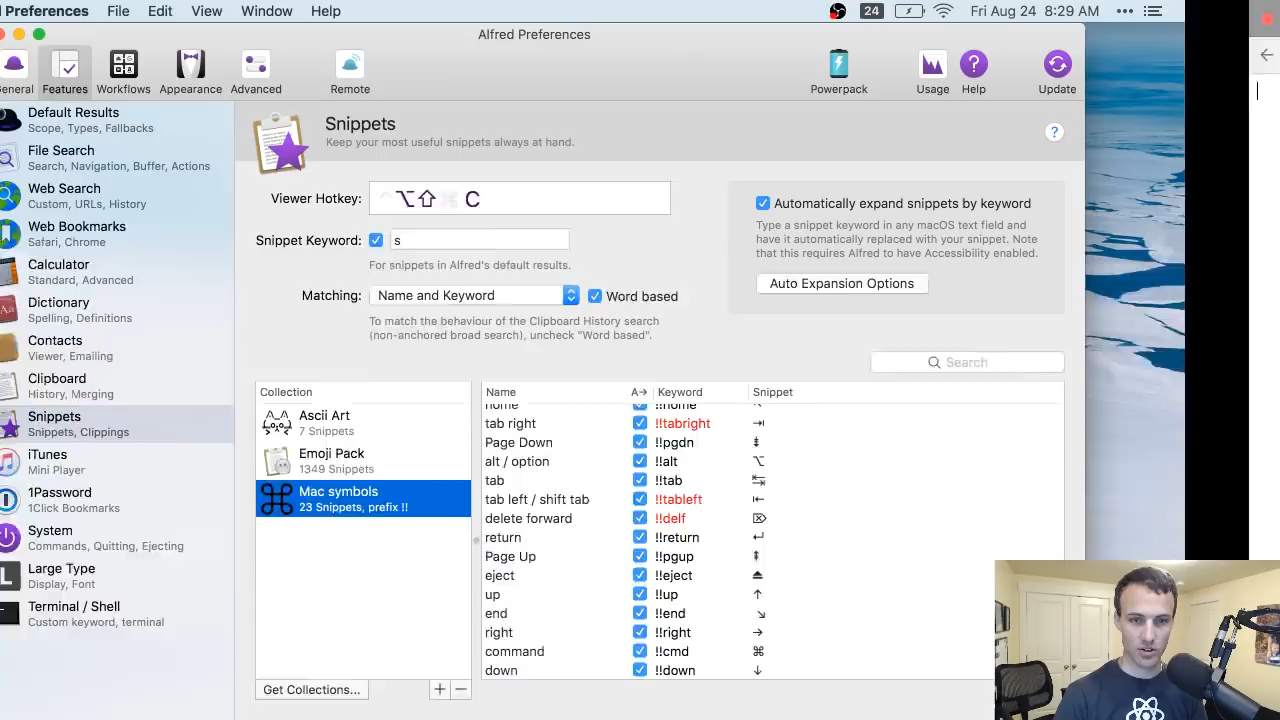 Preferences File Edit View Window Help 24 Fri Aug 24 8:29 AM
Alfred Preferences
General Features Workflows Appearance Advanced Remote Powerpack Usage Help Update
Default Results
Scope, Types, Fallbacks
File Search
Search, Navigation, Buffer, Actions
Web Search
Custom, URLs, History
Web Bookmarks
Safari, Chrome
Calculator
Standard, Advanced
Dictionary
Spelling, Definitions
Contacts
Viewer, Emailing
Clipboard
History, Merging
Snippets
Snippets, Clippings
iTunes
Mini Player
1Password
1Click Bookmarks
System
Commands, Quitting, Ejecting
Large Type
Display, Font
Terminal / Shell
Custom keyword, terminal
Snippets
Keep your most useful snippets always at hand.
?
Viewer Hotkey: ⌥⇧ C
Snippet Keyword: s
For snippets in Alfred's default results.
Matching: Name and Keyword Word based
To match the behaviour of the Clipboard History search
(non-anchored broad search), uncheck "Word based".
Automatically expand snippets by keyword
Type a snippet keyword in any macOS text field and
have it automatically replaced with your snippet. Note
that this requires Alfred to have Accessibility enabled.
Auto Expansion Options
Search
Collection
Ascii Art
7 Snippets
Emoji Pack
1349 Snippets
Mac symbols
23 Snippets, prefix !!
Get Collections... + −
Name A→ Keyword Snippet
home !!home
tab right !!tabright ⇥
Page Down !!pgdn ⇟
alt / option !!alt ⌥
tab !!tab ↹
tab left / shift tab !!tableft ⇤
delete forward !!delf ⌦
return !!return ↵
Page Up !!pgup ⇞
eject !!eject ⏏
up !!up ↑
end !!end ↘
right !!right →
command !!cmd ⌘
down !!down ↓